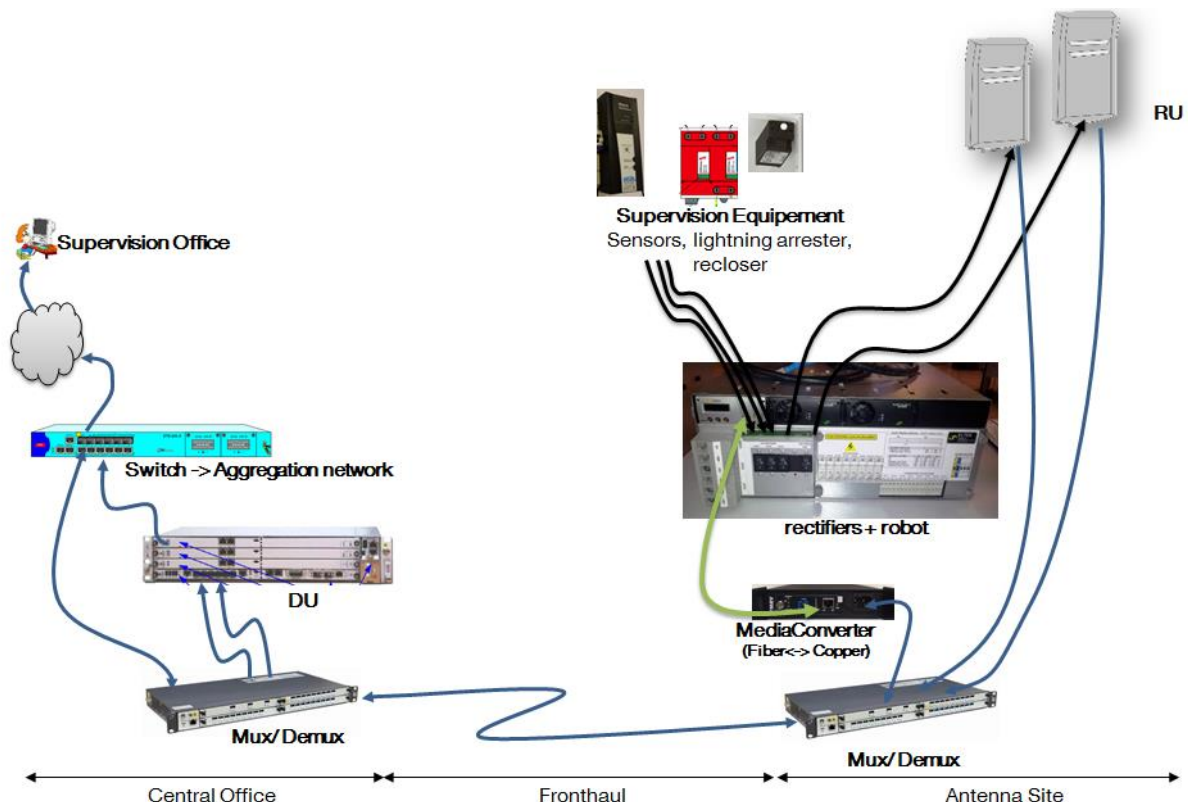 RU
Supervision Equipement
Sensors, lightning arrester,
recloser
Supervision Office
Switch -> Aggregation network
rectifiers + robot
DU
MediaConverter
(Fiber<-> Copper)
Mux/ Demux
Mux/ Demux
Central Office
Fronthaul
Antenna Site